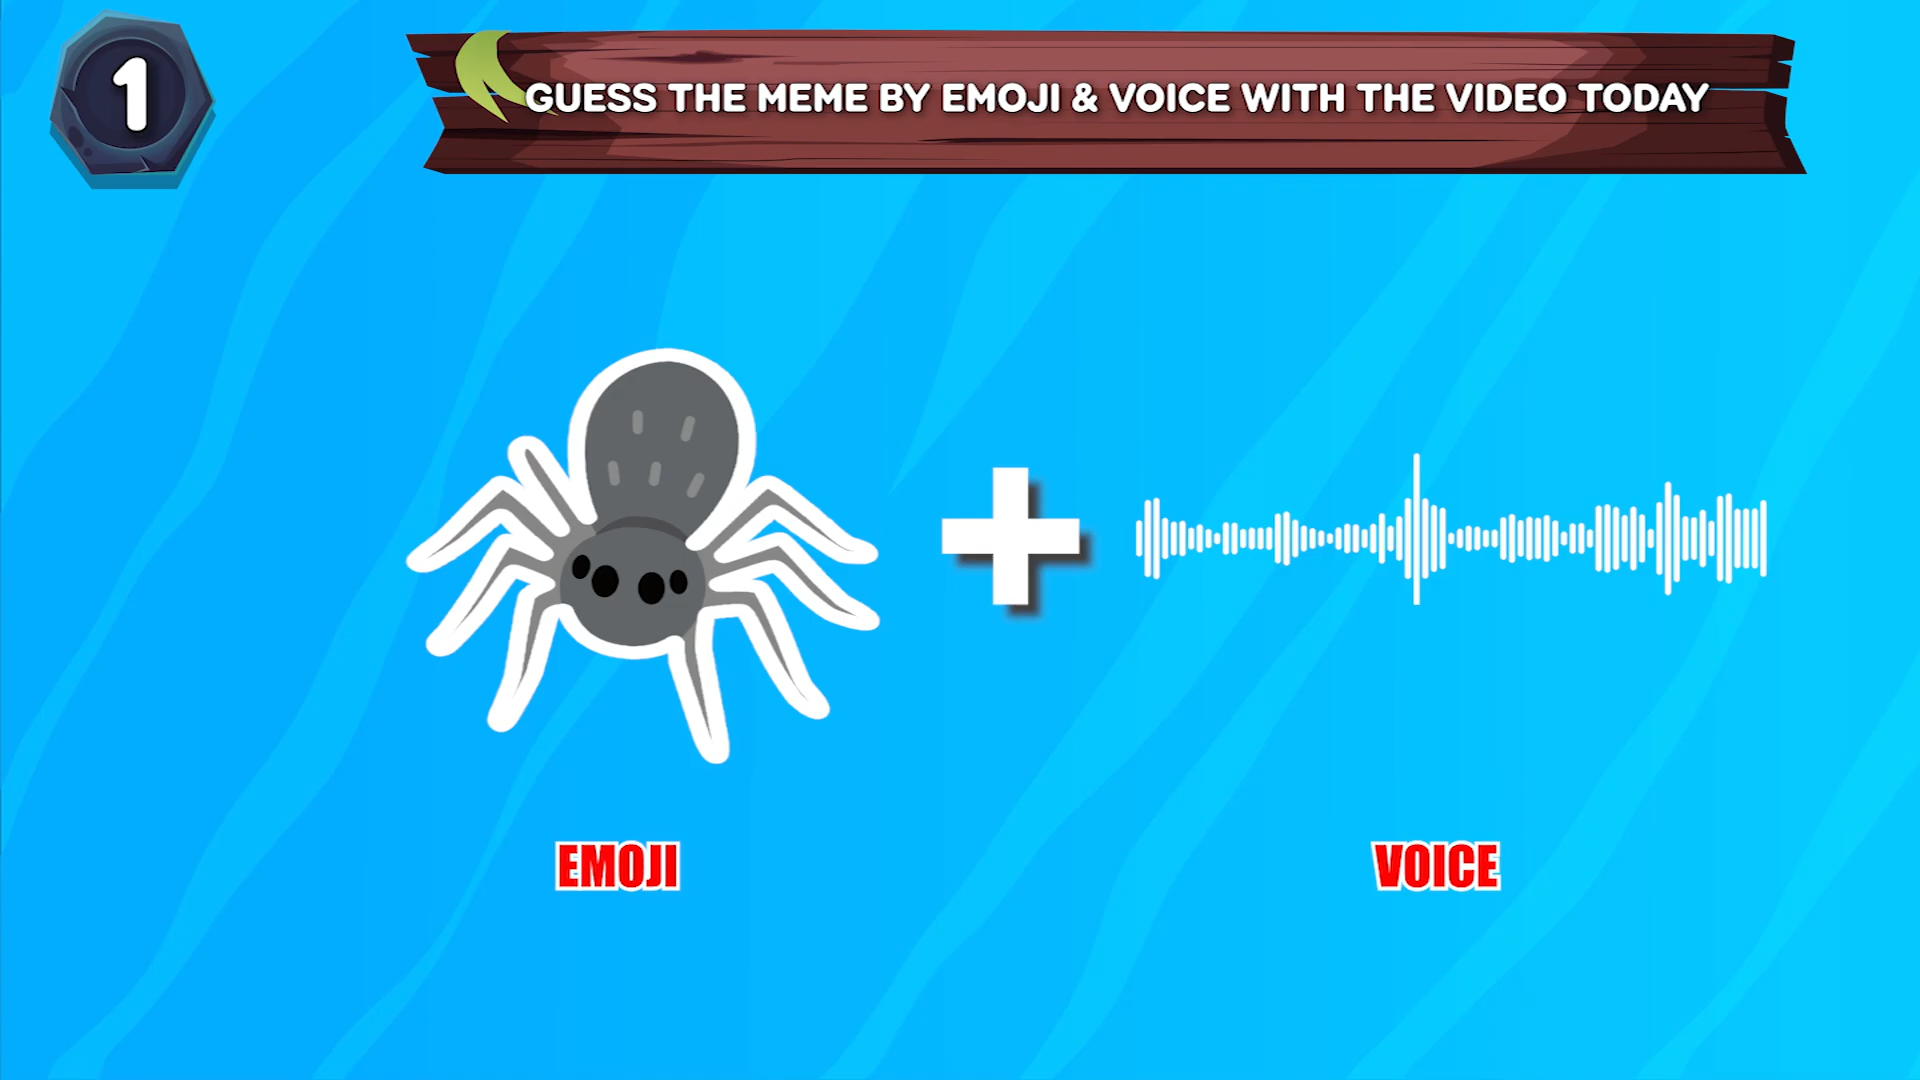 1
GUESS THE MEME BY EMOJI & VOICE WITH THE VIDEO TODAY
EMOJI
VOICE